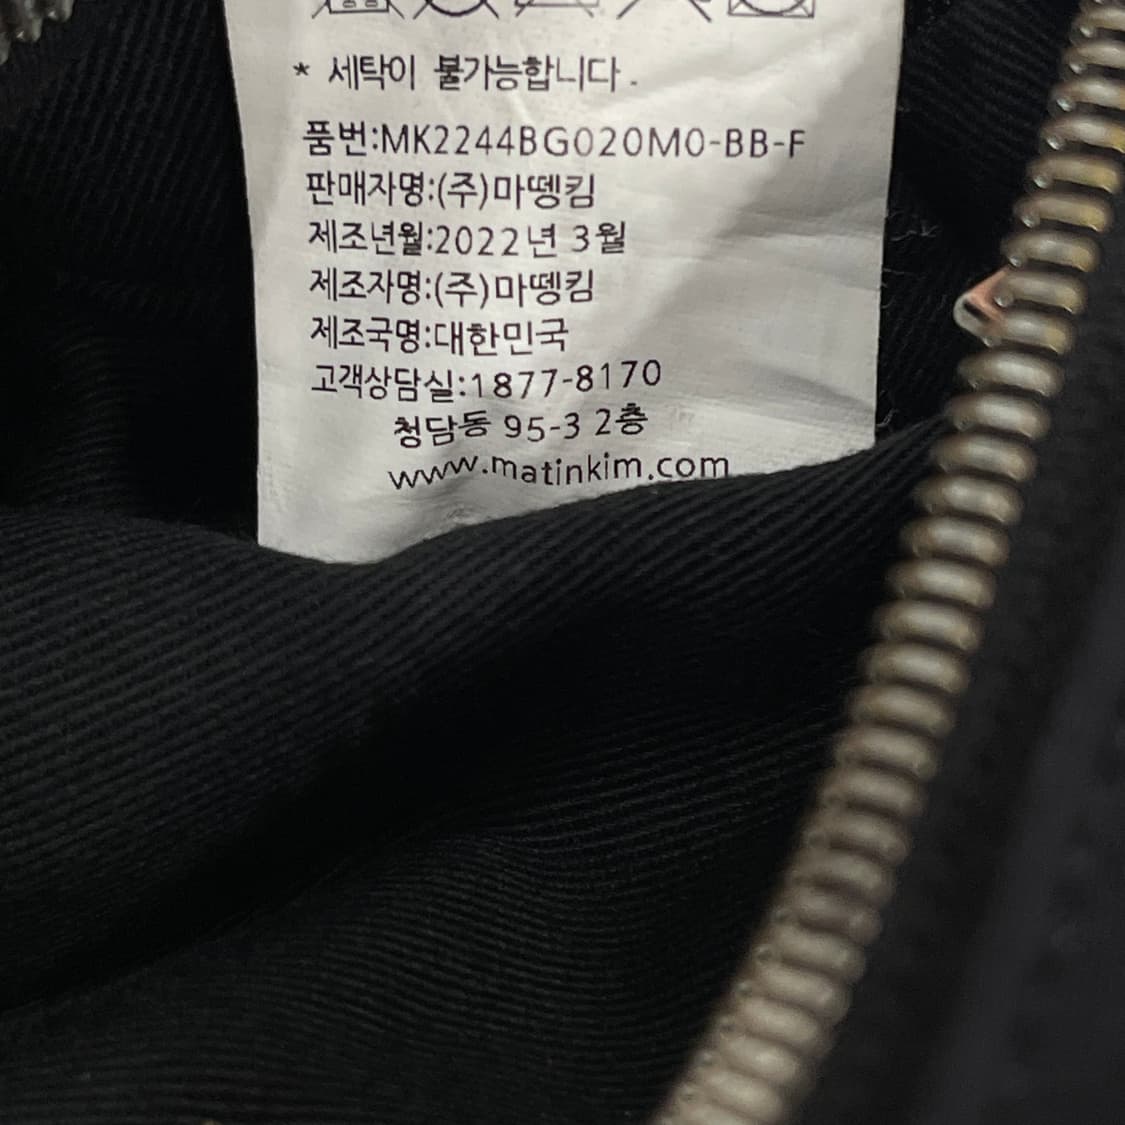 * 세탁이 불가능합니다.
품번:MK2244BG020M0-BB-F
판매자명:(주)마뗑킴
제조년월:2022년 3월
제조자명:(주)마뗑킴
제조국명:대한민국
고객상담실:1877-8170
청담동 95-3 2층
www.matinkim.com